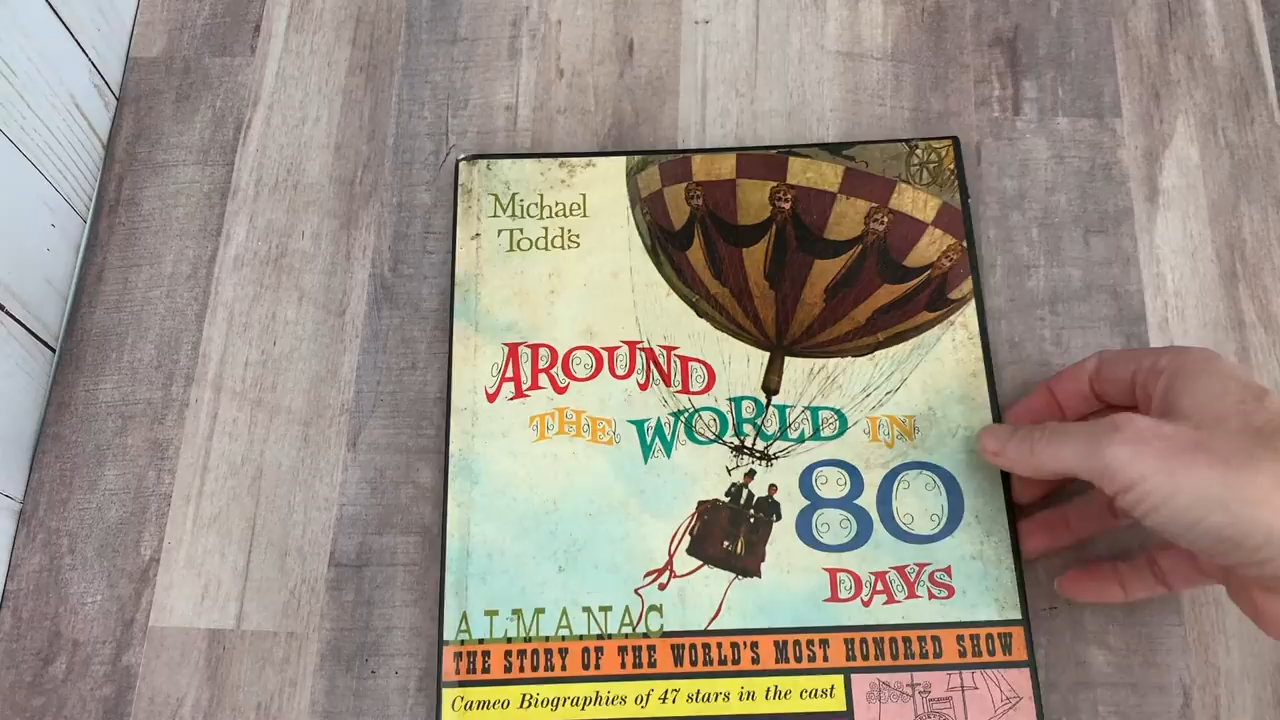 Michael
Todd's
AROUND
THE WORLD IN
80
DAYS
ALMANAC
THE STORY OF THE WORLD'S MOST HONORED SHOW
Cameo Biographies of 47 stars in the cast